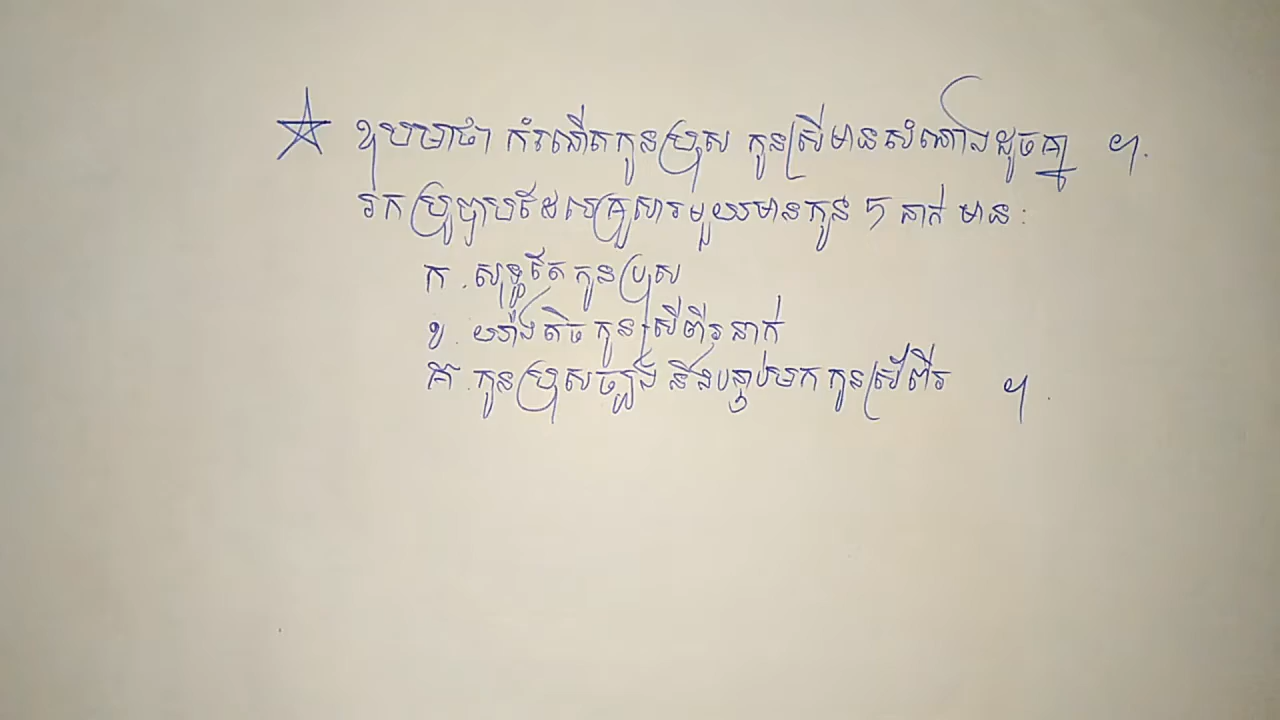 ឧបមាថា កំណើតកូនប្រុស កូនស្រីមានសំណាងដូចគ្នា ។
រកប្រូបាបដែលគ្រួសារមួយមានកូន ៥ នាក់ មាន :
ក . សុទ្ធតែ កូនប្រុស
ខ . យ៉ាងតិច កូនស្រីពីរ នាក់
គ . កូនប្រុសច្បង និងបន្ទាប់មក កូនស្រីពីរ ។